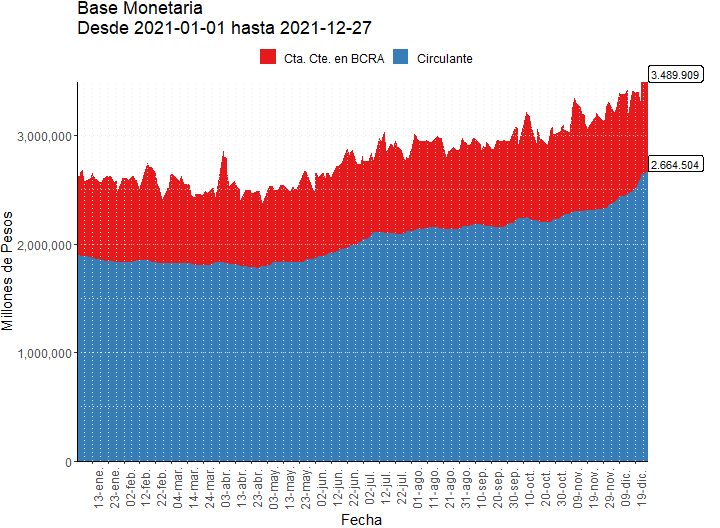 Base Monetaria
Desde 2021-01-01 hasta 2021-12-27
Cta. Cte. en BCRA Circulante
3.489.909
2.664.504
3,000,000
2,000,000
1,000,000
0
Millones de Pesos
13-ene. 23-ene. 02-feb. 12-feb. 22-feb. 04-mar. 14-mar. 24-mar. 03-abr. 13-abr. 23-abr. 03-may. 13-may. 23-may. 02-jun. 12-jun. 22-jun. 02-jul. 12-jul. 22-jul. 01-ago. 11-ago. 21-ago. 31-ago. 10-sep. 20-sep. 30-sep. 10-oct. 20-oct. 30-oct. 09-nov. 19-nov. 29-nov. 09-dic. 19-dic.
Fecha